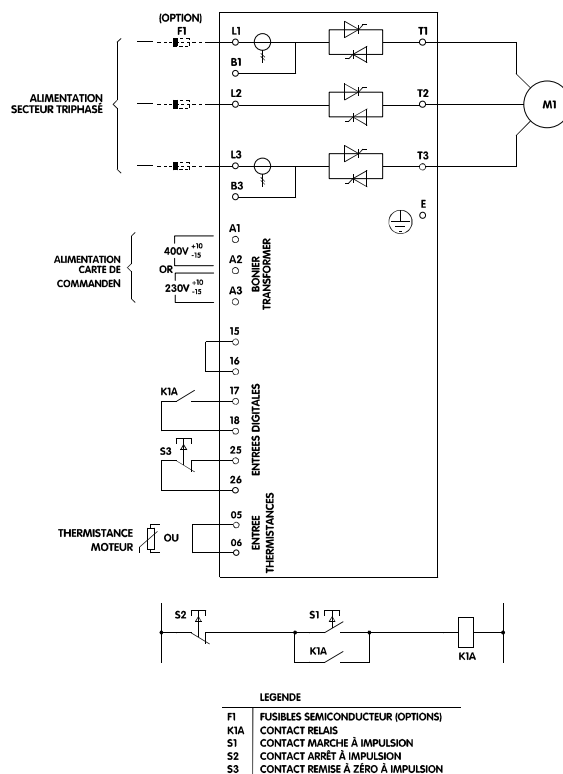 (OPTION)
F1
L1
T1
B1
ALIMENTATION
SECTEUR TRIPHASÉ
L2
T2
M1
L3
T3
B3
E
A1
ALIMENTATION
CARTE DE
COMMANDEN
400V +10 -15
A2
OR
230V +10 -15
A3
BONIER
TRANSFORMER
15
16
K1A
17
18
ENTREES DIGITALES
S3
25
26
THERMISTANCE
MOTEUR
OU
05
06
ENTREE
THERMISTANCES
S2
S1
K1A
K1A
LEGENDE
F1 FUSIBLES SEMICONDUCTEUR (OPTIONS)
K1A CONTACT RELAIS
S1 CONTACT MARCHE À IMPULSION
S2 CONTACT ARRÊT À IMPULSION
S3 CONTACT REMISE À ZÉRO À IMPULSION